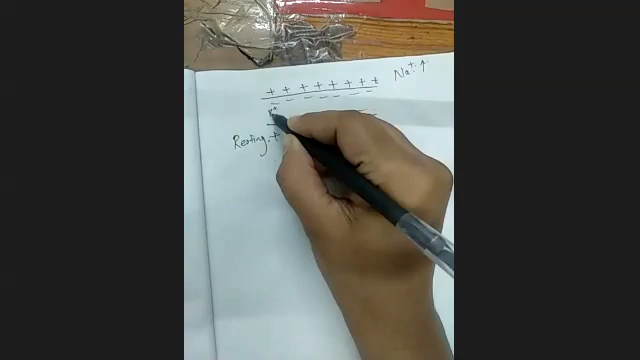 Na⁺: ↑
+ + + + + + + +
− − − − − − −
Resting. +